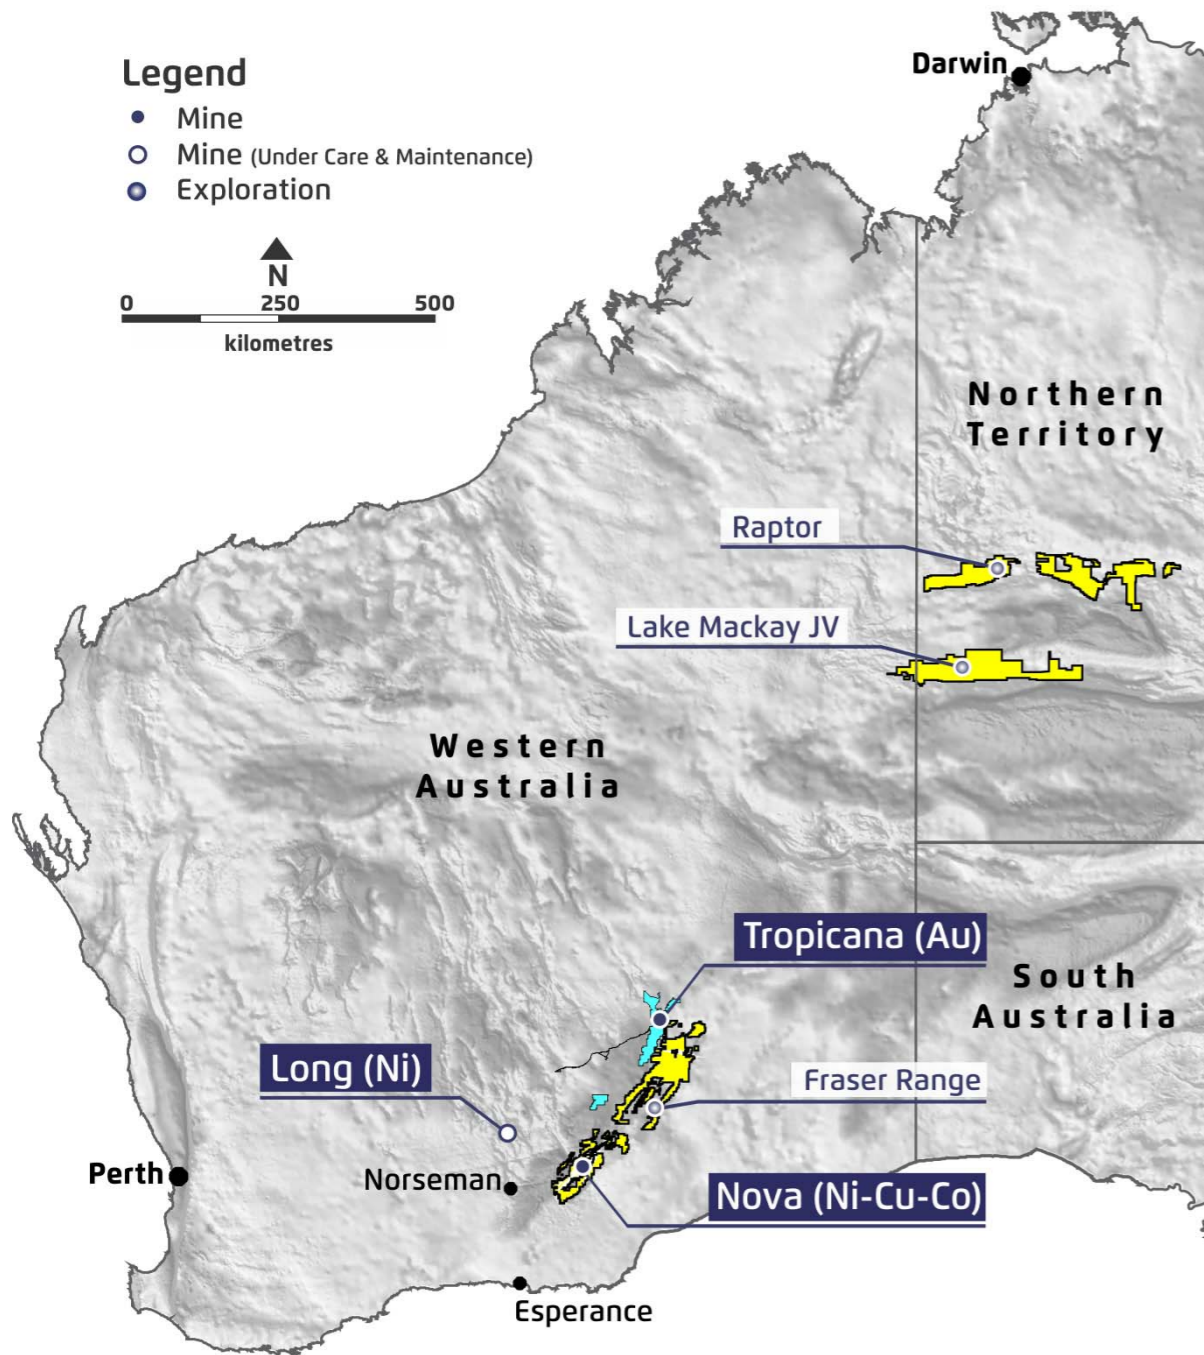 Darwin
Legend
Mine
Mine (Under Care & Maintenance)
Exploration
N
0 250 500
kilometres
Northern
Territory
Raptor
Lake Mackay JV
Western
Australia
Tropicana (Au)
South
Australia
Long (Ni)
Fraser Range
Perth
Norseman
Nova (Ni-Cu-Co)
Esperance